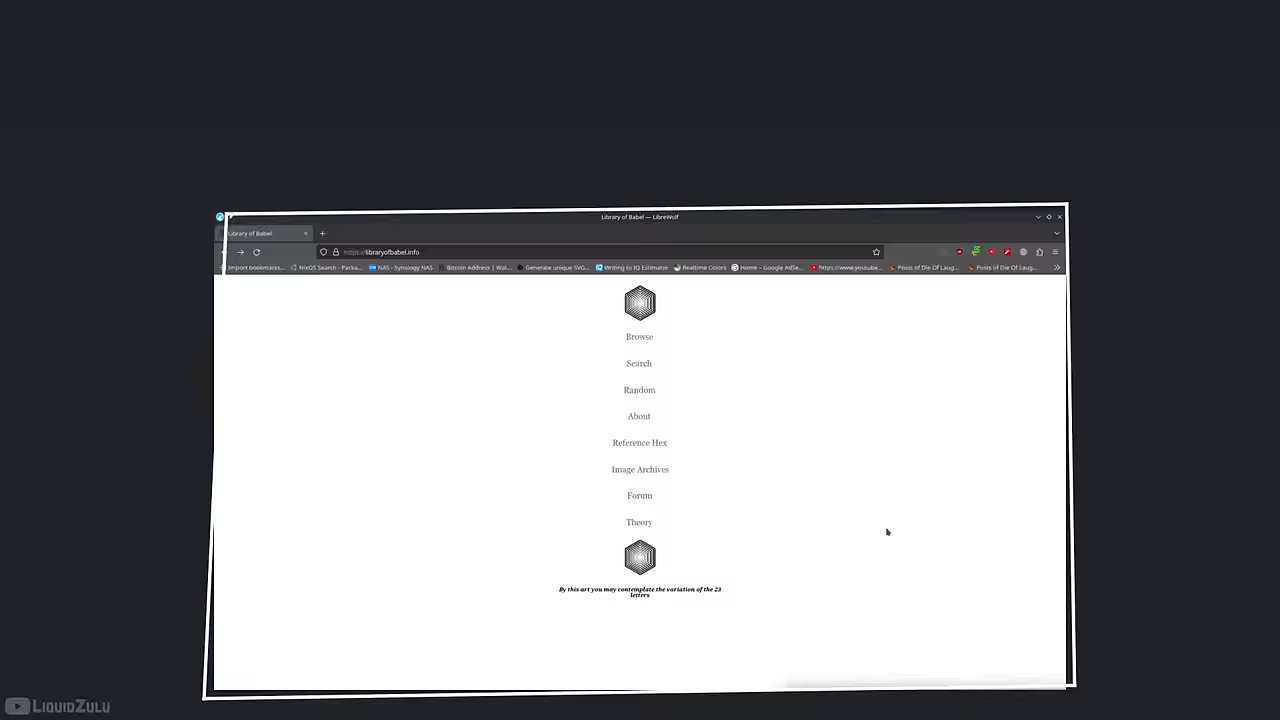 Library of Babel — LibreWolf
Library of Babel
https://libraryofbabel.info
Import bookmarks... NixOS Search - Packa... NAS - Synology NAS Bitcoin Address | Wal... Generate unique SVG... Writing to IQ Estimator Realtime Colors Home – Google AdSe... https://www.youtube... Posts of Die Of Laug... Posts of Die Of Laug...
Browse
Search
Random
About
Reference Hex
Image Archives
Forum
Theory
By this art you may contemplate the variation of the 23
letters
LiquidZulu